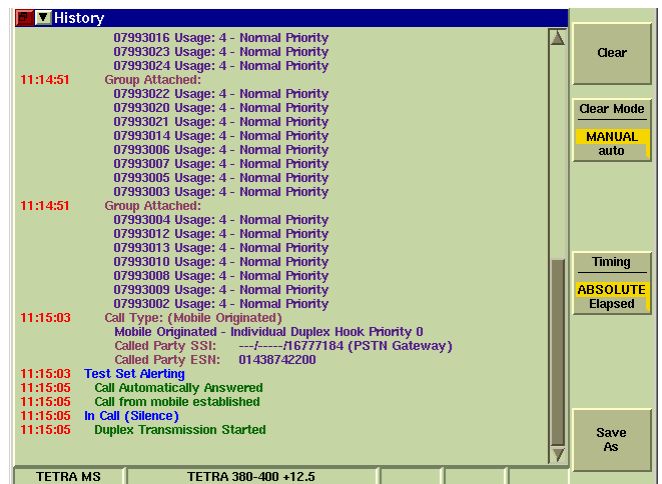 History
07993016 Usage: 4 - Normal Priority
07993023 Usage: 4 - Normal Priority
07993024 Usage: 4 - Normal Priority
11:14:51 Group Attached:
07993022 Usage: 4 - Normal Priority
07993020 Usage: 4 - Normal Priority
07993021 Usage: 4 - Normal Priority
07993014 Usage: 4 - Normal Priority
07993006 Usage: 4 - Normal Priority
07993007 Usage: 4 - Normal Priority
07993005 Usage: 4 - Normal Priority
07993003 Usage: 4 - Normal Priority
11:14:51 Group Attached:
07993004 Usage: 4 - Normal Priority
07993012 Usage: 4 - Normal Priority
07993013 Usage: 4 - Normal Priority
07993010 Usage: 4 - Normal Priority
07993008 Usage: 4 - Normal Priority
07993009 Usage: 4 - Normal Priority
07993002 Usage: 4 - Normal Priority
11:15:03 Call Type: (Mobile Originated)
Mobile Originated - Individual Duplex Hook Priority 0
Called Party SSI: ---/-----/16777184 (PSTN Gateway)
Called Party ESN: 01438742200
11:15:03 Test Set Alerting
11:15:05 Call Automatically Answered
11:15:05 Call from mobile established
11:15:05 In Call (Silence)
11:15:05 Duplex Transmission Started
TETRA MS TETRA 380-400 +12.5
Clear
Clear Mode
MANUAL
auto
Timing
ABSOLUTE
Elapsed
Save
As